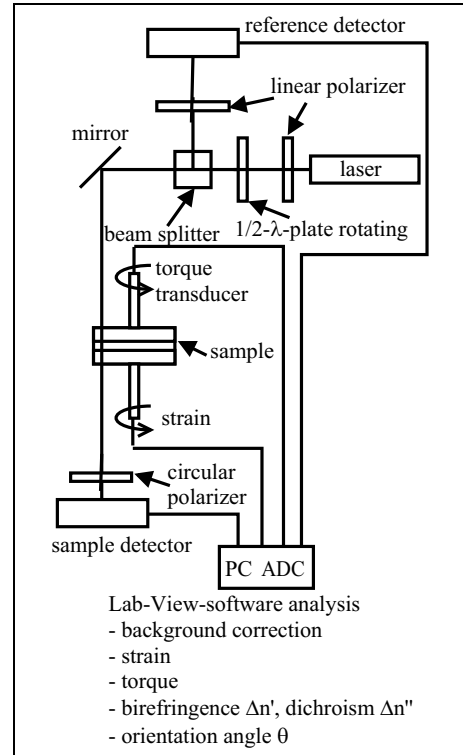 reference detector
linear polarizer
mirror
laser
beam splitter
1/2-λ-plate rotating
torque
transducer
sample
strain
circular
polarizer
sample detector
PC ADC
Lab-View-software analysis
- background correction
- strain
- torque
- birefringence Δn', dichroism Δn"
- orientation angle θ